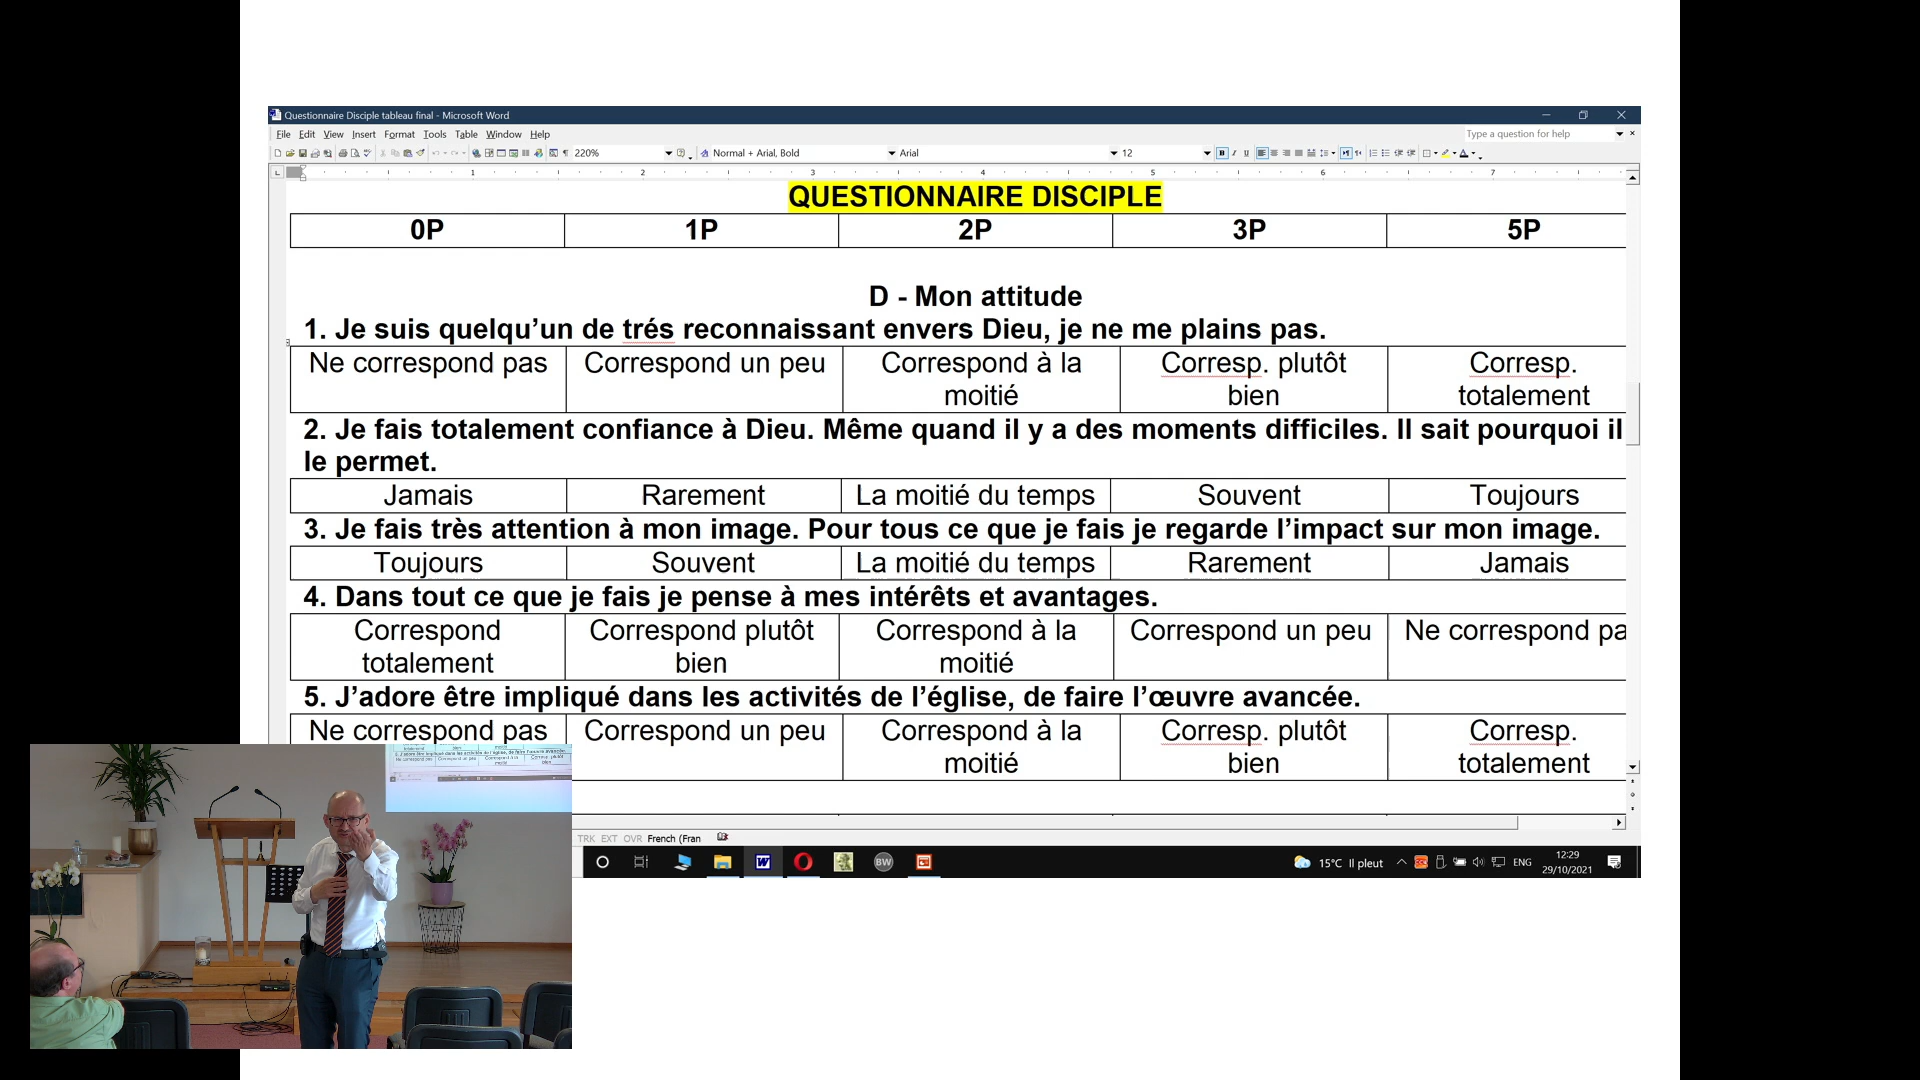 Questionnaire Disciple tableau final - Microsoft Word
File Edit View Insert Format Tools Table Window Help
Type a question for help
220%
Normal + Arial, Bold
Arial
12
1 2 3 4 5 6 7
QUESTIONNAIRE DISCIPLE
0P 1P 2P 3P 5P
D - Mon attitude
1. Je suis quelqu’un de trés reconnaissant envers Dieu, je ne me plains pas.
Ne correspond pas Correspond un peu Correspond à la moitié Corresp. plutôt bien Corresp. totalement
2. Je fais totalement confiance à Dieu. Même quand il y a des moments difficiles. Il sait pourquoi il
le permet.
Jamais Rarement La moitié du temps Souvent Toujours
3. Je fais très attention à mon image. Pour tous ce que je fais je regarde l’impact sur mon image.
Toujours Souvent La moitié du temps Rarement Jamais
4. Dans tout ce que je fais je pense à mes intérêts et avantages.
Correspond totalement Correspond plutôt bien Correspond à la moitié Correspond un peu Ne correspond pa
5. J’adore être impliqué dans les activités de l’église, de faire l’œuvre avancée.
Ne correspond pas Correspond un peu Correspond à la moitié Corresp. plutôt bien Corresp. totalement
TRK EXT OVR French (Fran
BW
15°C Il pleut
ENG
12:29
29/10/2021